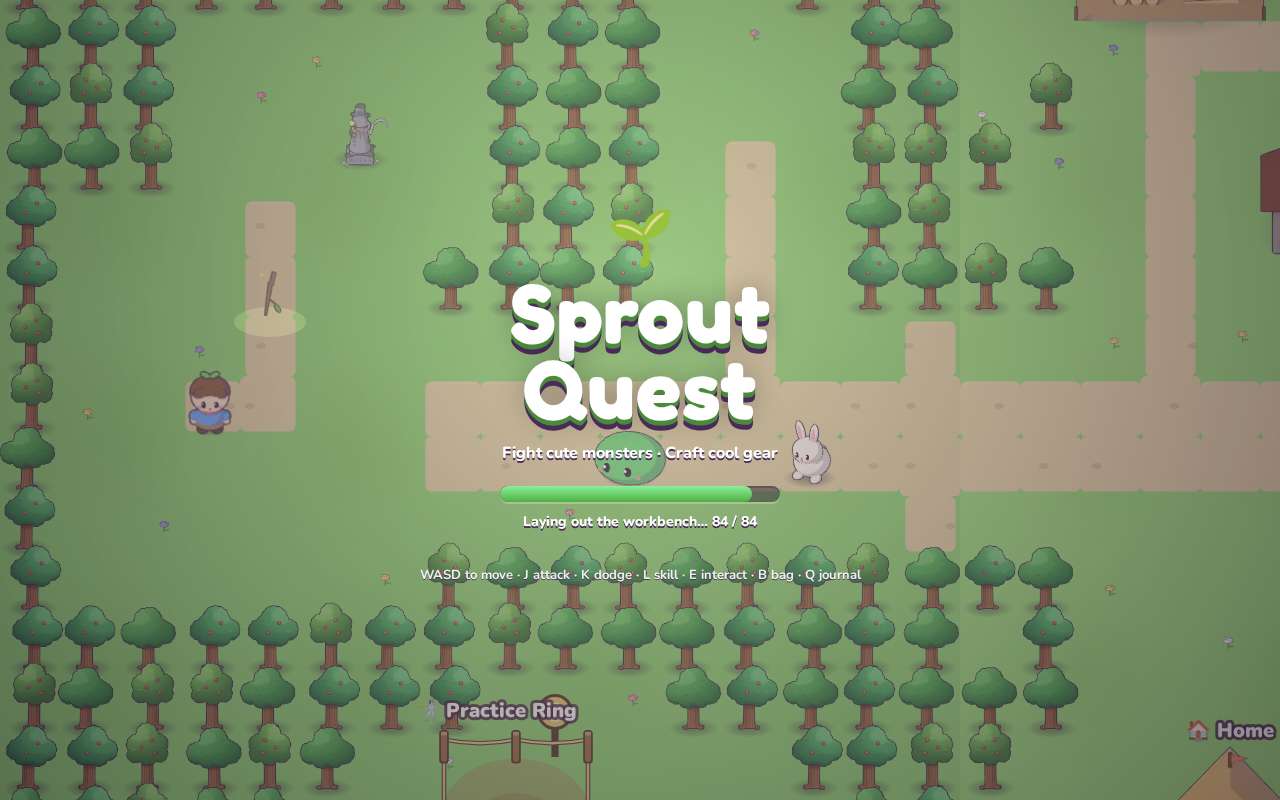 Sprout
Quest
Fight cute monsters · Craft cool gear
Laying out the workbench... 84 / 84
WASD to move · J attack · K dodge · L skill · E interact · B bag · Q journal
Practice Ring
Home